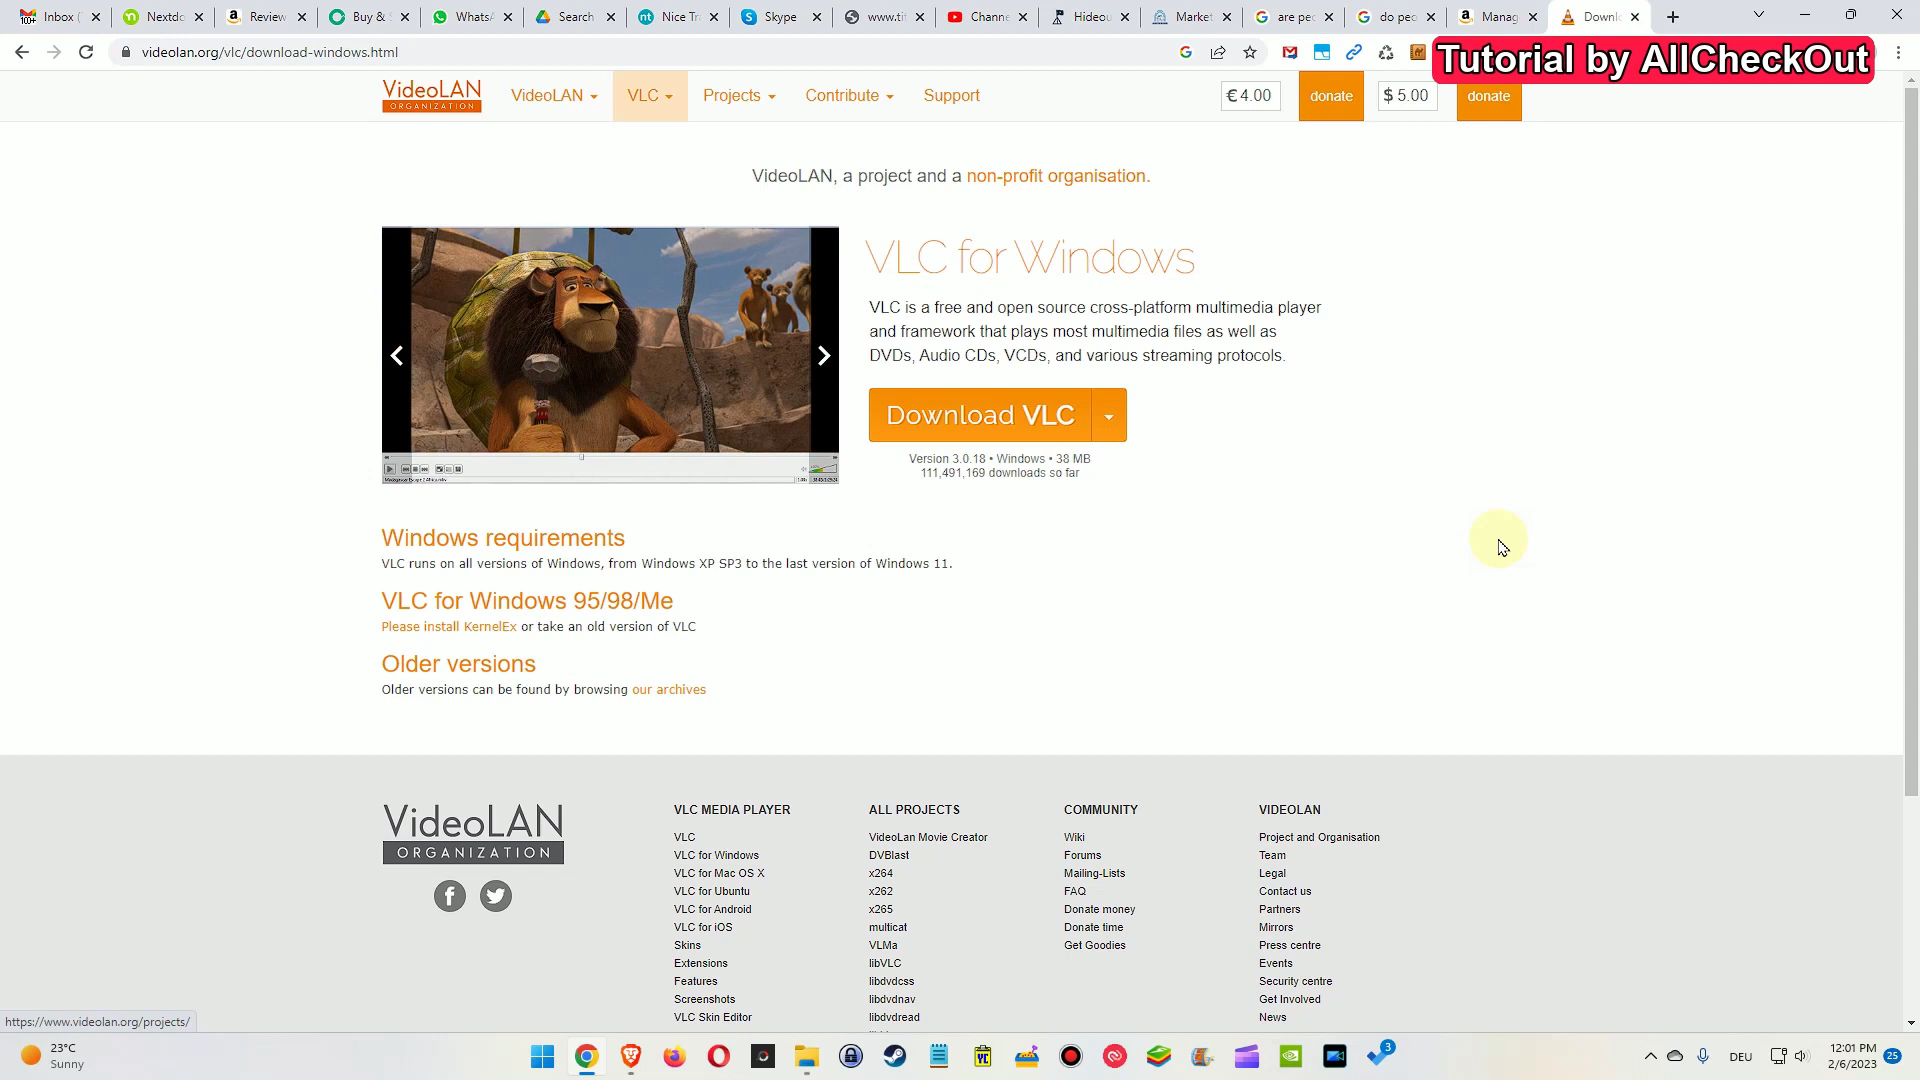 Inbox (
Nextdo
Review
Buy & S
WhatsA
Search
Nice Tr
Skype
www.tif
Channe
Hideou
Market
are peo
do peo
Manag
Downl
videolan.org/vlc/download-windows.html
Tutorial by AllCheckOut
VideoLAN
ORGANIZATION
VideoLAN
VLC
Projects
Contribute
Support
€ 4.00
donate
$ 5.00
donate
VideoLAN, a project and a non-profit organisation.
VLC for Windows
VLC is a free and open source cross-platform multimedia player
and framework that plays most multimedia files as well as
DVDs, Audio CDs, VCDs, and various streaming protocols.
Download VLC
Version 3.0.18 • Windows • 38 MB
111,491,169 downloads so far
Windows requirements
VLC runs on all versions of Windows, from Windows XP SP3 to the last version of Windows 11.
VLC for Windows 95/98/Me
Please install KernelEx or take an old version of VLC
Older versions
Older versions can be found by browsing our archives
VideoLAN
ORGANIZATION
VLC MEDIA PLAYER
VLC
VLC for Windows
VLC for Mac OS X
VLC for Ubuntu
VLC for Android
VLC for iOS
Skins
Extensions
Features
Screenshots
VLC Skin Editor
ALL PROJECTS
VideoLan Movie Creator
DVBlast
x264
x262
x265
multicat
VLMa
libVLC
libdvdcss
libdvdnav
libdvdread
COMMUNITY
Wiki
Forums
Mailing-Lists
FAQ
Donate money
Donate time
Get Goodies
VIDEOLAN
Project and Organisation
Team
Legal
Contact us
Partners
Mirrors
Press centre
Events
Security centre
Get Involved
News
https://www.videolan.org/projects/
23°C
Sunny
3
DEU
12:01 PM
2/6/2023
25